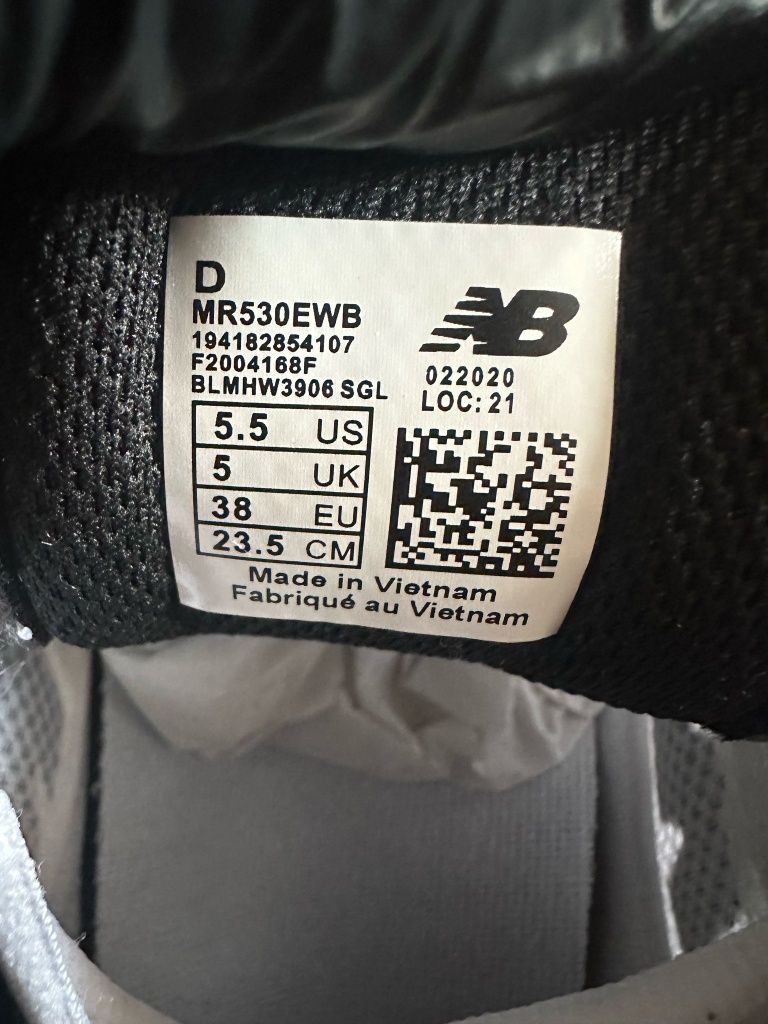 D
MR530EWB
194182854107
F2004168F
BLMHW3906 SGL
NB
022020
LOC: 21
5.5 US
5 UK
38 EU
23.5 CM
Made in Vietnam
Fabriqué au Vietnam